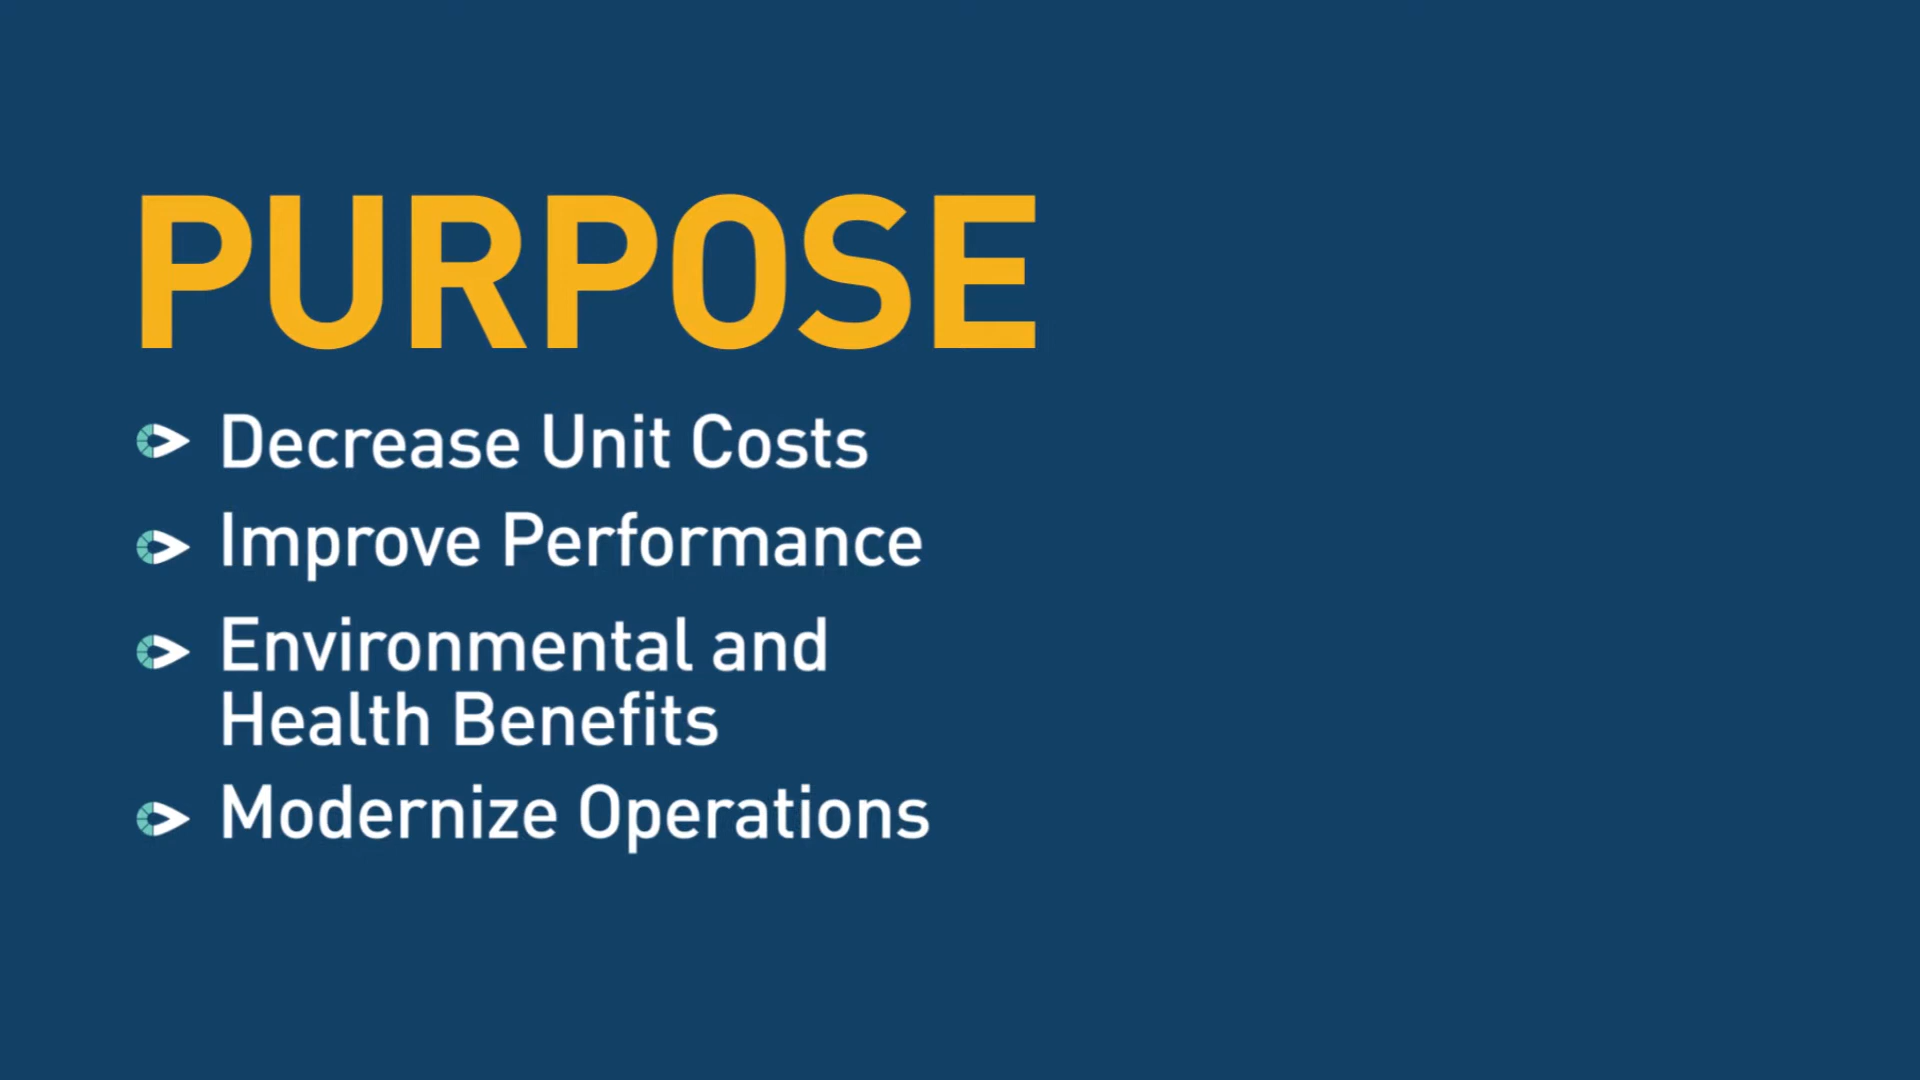 PURPOSE
Decrease Unit Costs
Improve Performance
Environmental and
Health Benefits
Modernize Operations